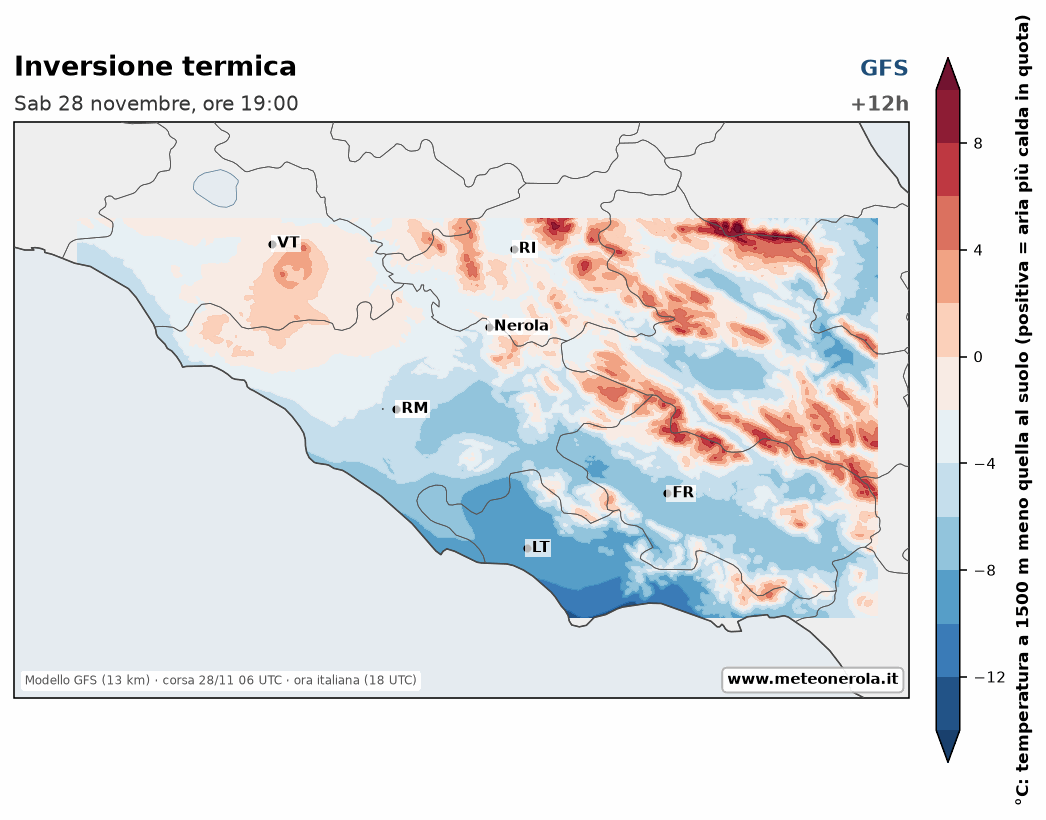 Inversione termica
GFS
Sab 28 novembre, ore 19:00
+12h
VT
RI
Nerola
RM
FR
LT
Modello GFS (13 km) · corsa 28/11 06 UTC · ora italiana (18 UTC)
www.meteonerola.it
8
4
0
−4
−8
−12
°C: temperatura a 1500 m meno quella al suolo (positiva = aria più calda in quota)